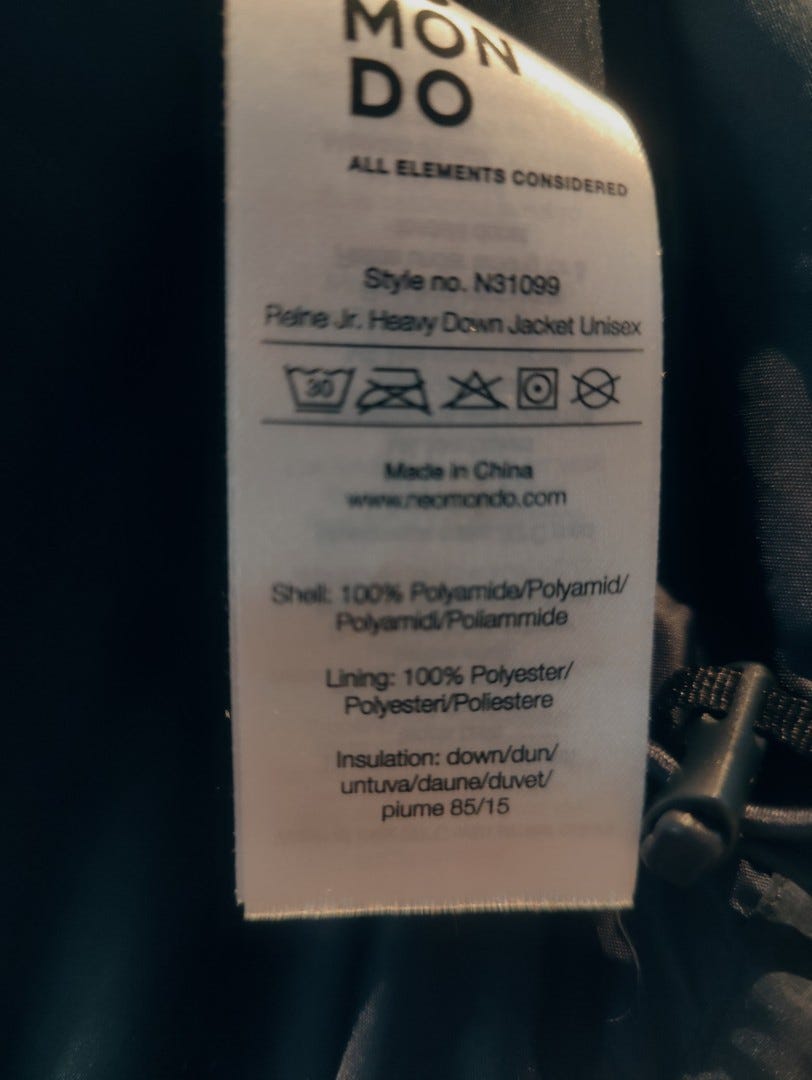 MON
DO
ALL ELEMENTS CONSIDERED
Style no. N31099
Reine Jr. Heavy Down Jacket Unisex
30
Made in China
www.neomondo.com
Shell: 100% Polyamide/Polyamid/
Polyamidi/Poliammide
Lining: 100% Polyester/
Polyesteri/Poliestere
Insulation: down/dun/
untuva/daune/duvet/
piume 85/15